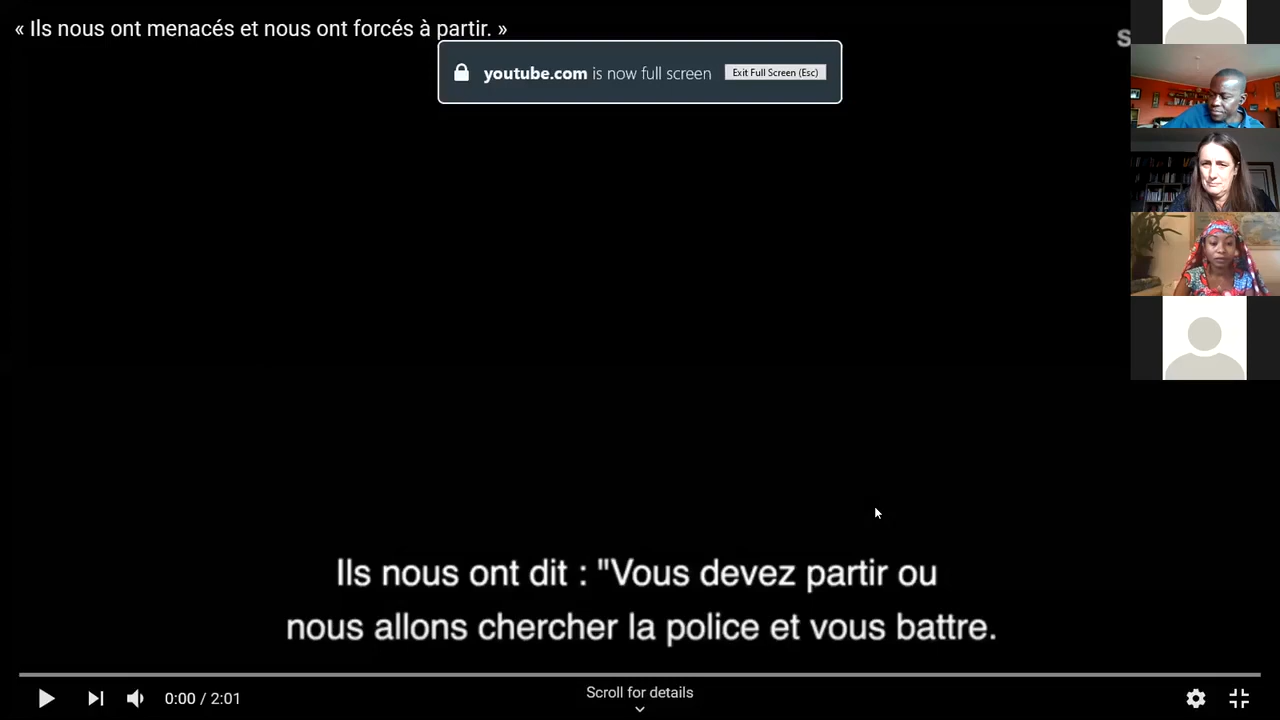 « Ils nous ont menacés et nous ont forcés à partir. »
S
youtube.com is now full screen
Exit Full Screen (Esc)
Ils nous ont dit : "Vous devez partir ou
nous allons chercher la police et vous battre.
0:00 / 2:01
Scroll for details